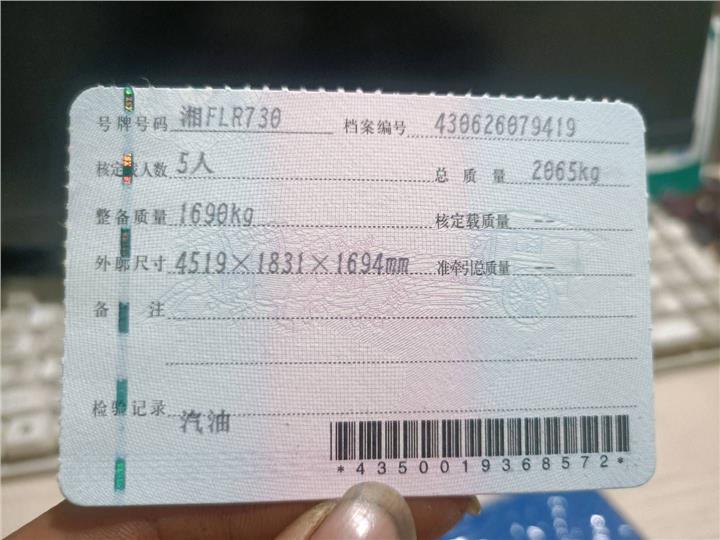 号牌号码 湘FLR730 档案编号 430626079419
核定载人数 5人 总质量 2065kg
整备质量 1690kg 核定载质量 --
外廓尺寸 4519×1831×1694mm 准牵引总质量 --
备注
检验记录 汽油
*4350019368572*